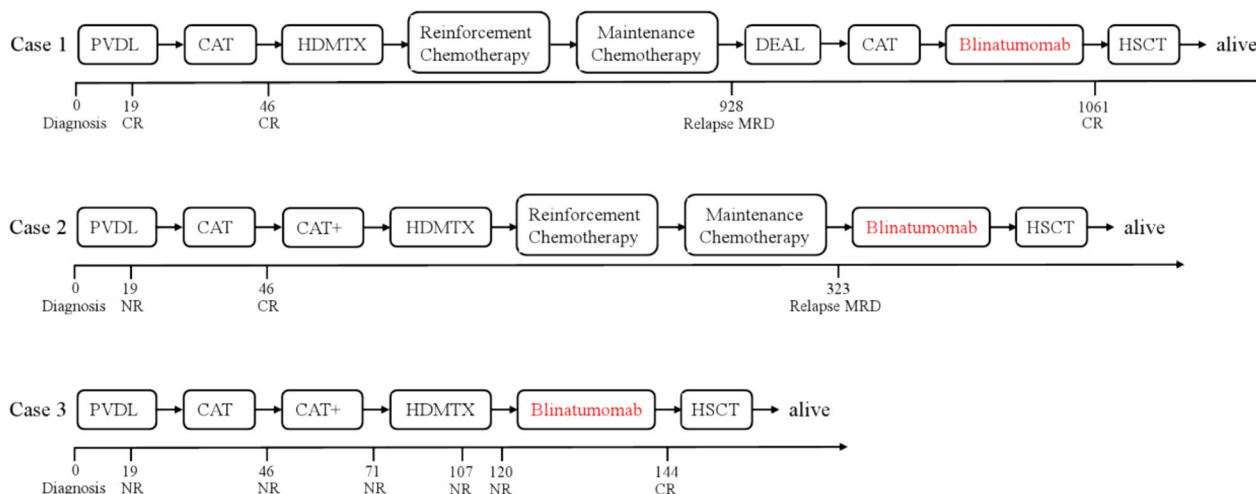 Case 1 PVDL CAT HDMTX Reinforcement Chemotherapy Maintenance Chemotherapy DEAL CAT Blinatumomab HSCT alive
0 19 46 928 1061
Diagnosis CR CR Relapse MRD CR
Case 2 PVDL CAT CAT+ HDMTX Reinforcement Chemotherapy Maintenance Chemotherapy Blinatumomab HSCT alive
0 19 46 323
Diagnosis NR CR Relapse MRD
Case 3 PVDL CAT CAT+ HDMTX Blinatumomab HSCT alive
0 19 46 71 107 120 144
Diagnosis NR NR NR NR NR CR